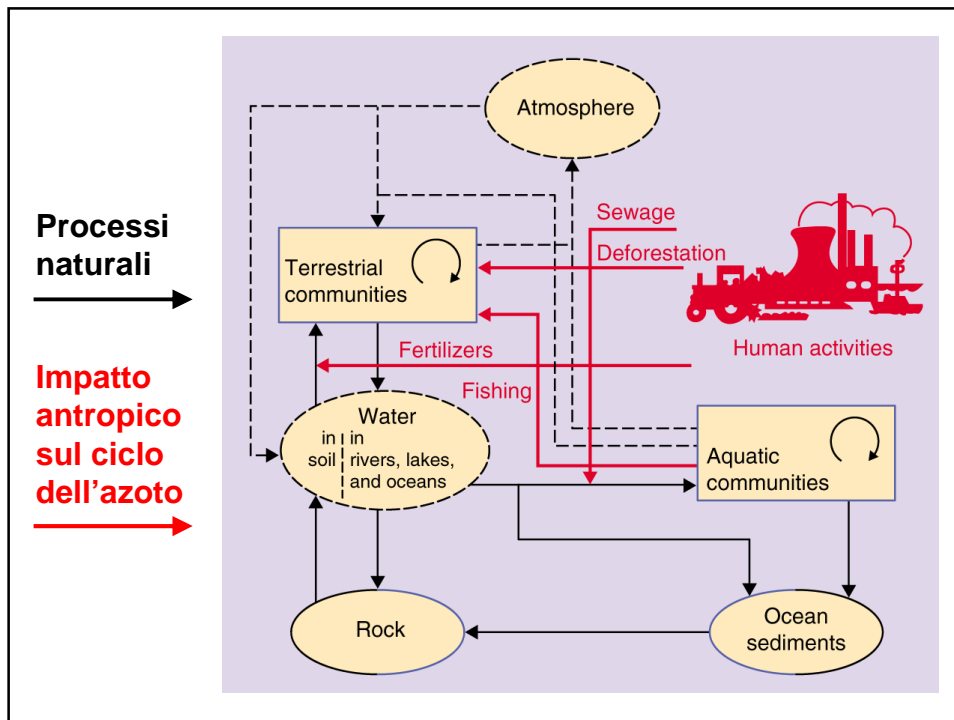 Processi
naturali
Impatto
antropico
sul ciclo
dell'azoto
Atmosphere
Sewage
Deforestation
Terrestrial
communities
Human activities
Fertilizers
Fishing
Water
in in
soil rivers, lakes,
and oceans
Aquatic
communities
Rock
Ocean
sediments